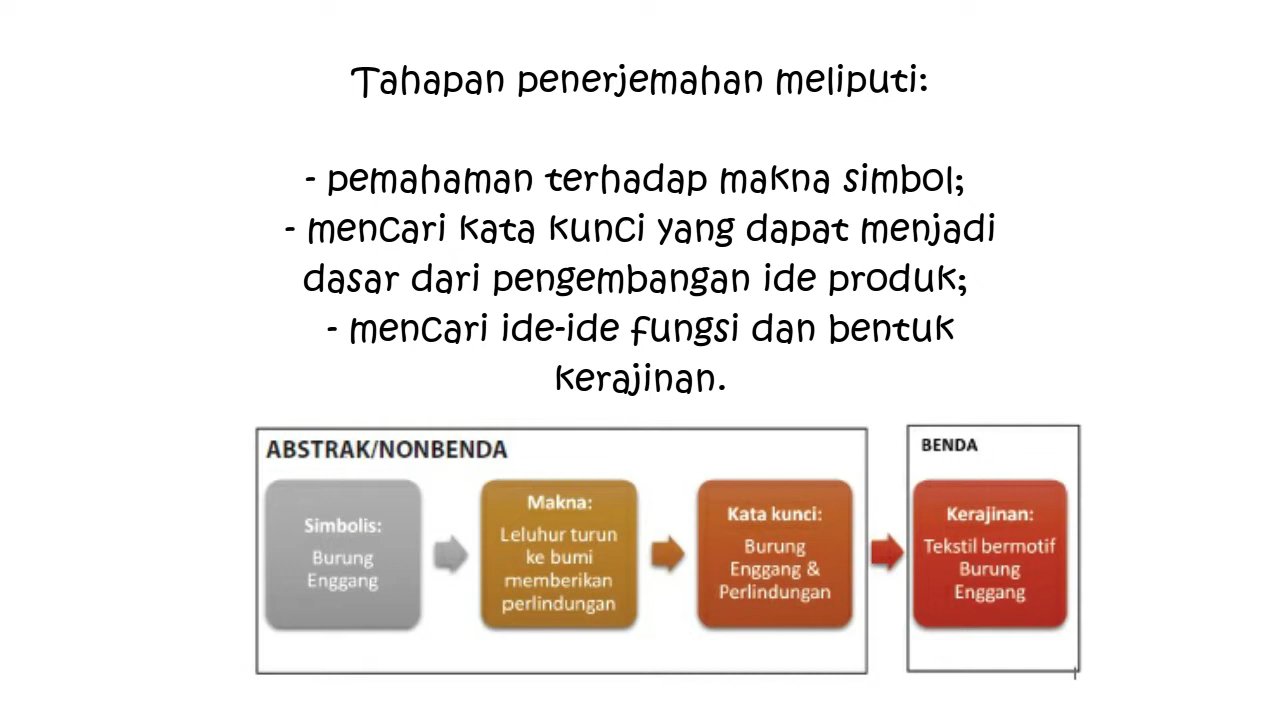 Tahapan penerjemahan meliputi:
- pemahaman terhadap makna simbol;
- mencari kata kunci yang dapat menjadi
dasar dari pengembangan ide produk;
- mencari ide-ide fungsi dan bentuk
kerajinan.
ABSTRAK/NONBENDA
Simbolis:
Burung
Enggang
Makna:
Leluhur turun
ke bumi
memberikan
perlindungan
Kata kunci:
Burung
Enggang &
Perlindungan
BENDA
Kerajinan:
Tekstil bermotif
Burung
Enggang